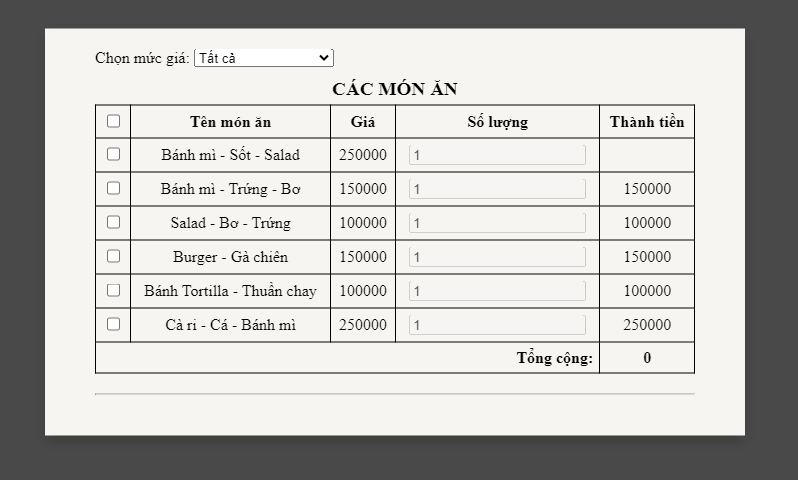 Chọn mức giá: Tất cả
CÁC MÓN ĂN
Tên món ăn Giá Số lượng Thành tiền
Bánh mì - Sốt - Salad 250000 1
Bánh mì - Trứng - Bơ 150000 1 150000
Salad - Bơ - Trứng 100000 1 100000
Burger - Gà chiên 150000 1 150000
Bánh Tortilla - Thuần chay 100000 1 100000
Cà ri - Cá - Bánh mì 250000 1 250000
Tổng cộng: 0